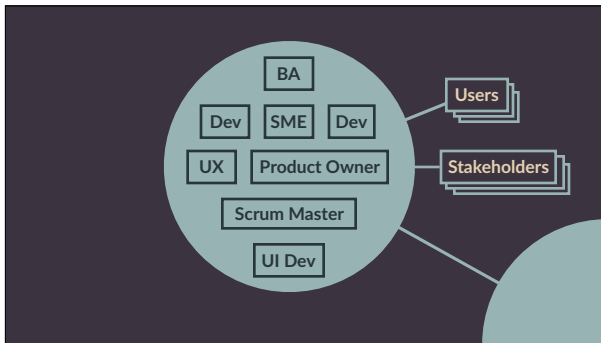 BA
Dev SME Dev
UX Product Owner
Scrum Master
UI Dev
Users
Stakeholders